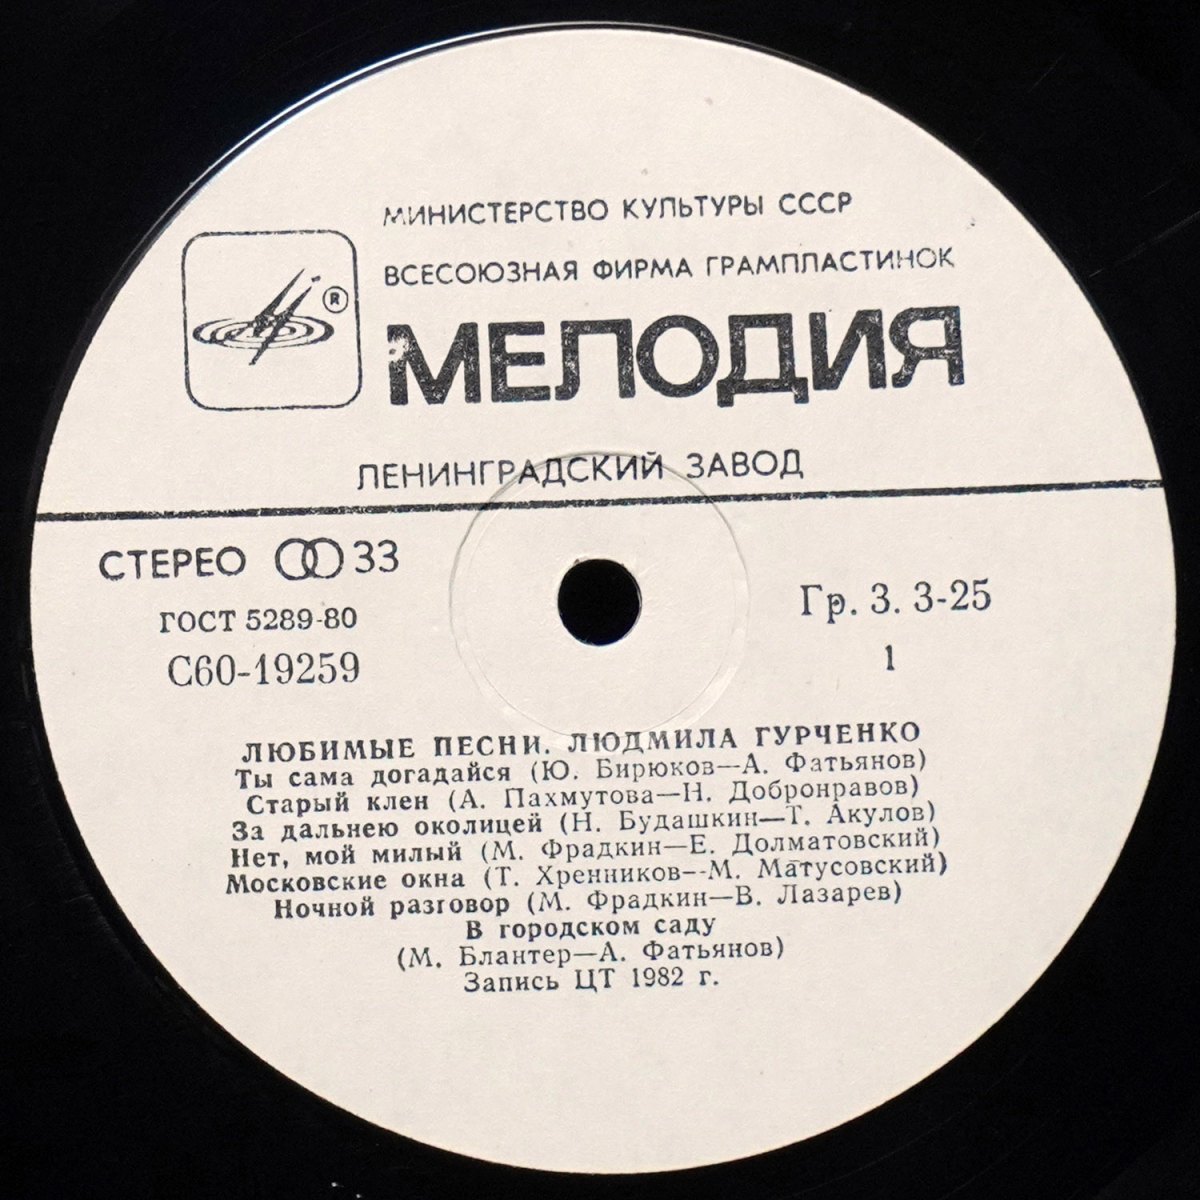 МИНИСТЕРСТВО КУЛЬТУРЫ СССР
ВСЕСОЮЗНАЯ ФИРМА ГРАМПЛАСТИНОК
®
МЕЛОДИЯ
ЛЕНИНГРАДСКИЙ ЗАВОД
СТЕРЕО 33
ГОСТ 5289-80
С60-19259
Гр. 3. 3-25
1
ЛЮБИМЫЕ ПЕСНИ. ЛЮДМИЛА ГУРЧЕНКО
Ты сама догадайся (Ю. Бирюков—А. Фатьянов)
Старый клен (А. Пахмутова—Н. Добронравов)
За дальнею околицей (Н. Будашкин—Т. Акулов)
Нет, мой милый (М. Фрадкин—Е. Долматовский)
Московские окна (Т. Хренников—М. Матусовский)
Ночной разговор (М. Фрадкин—В. Лазарев)
В городском саду
(М. Блантер—А. Фатьянов)
Запись ЦТ 1982 г.